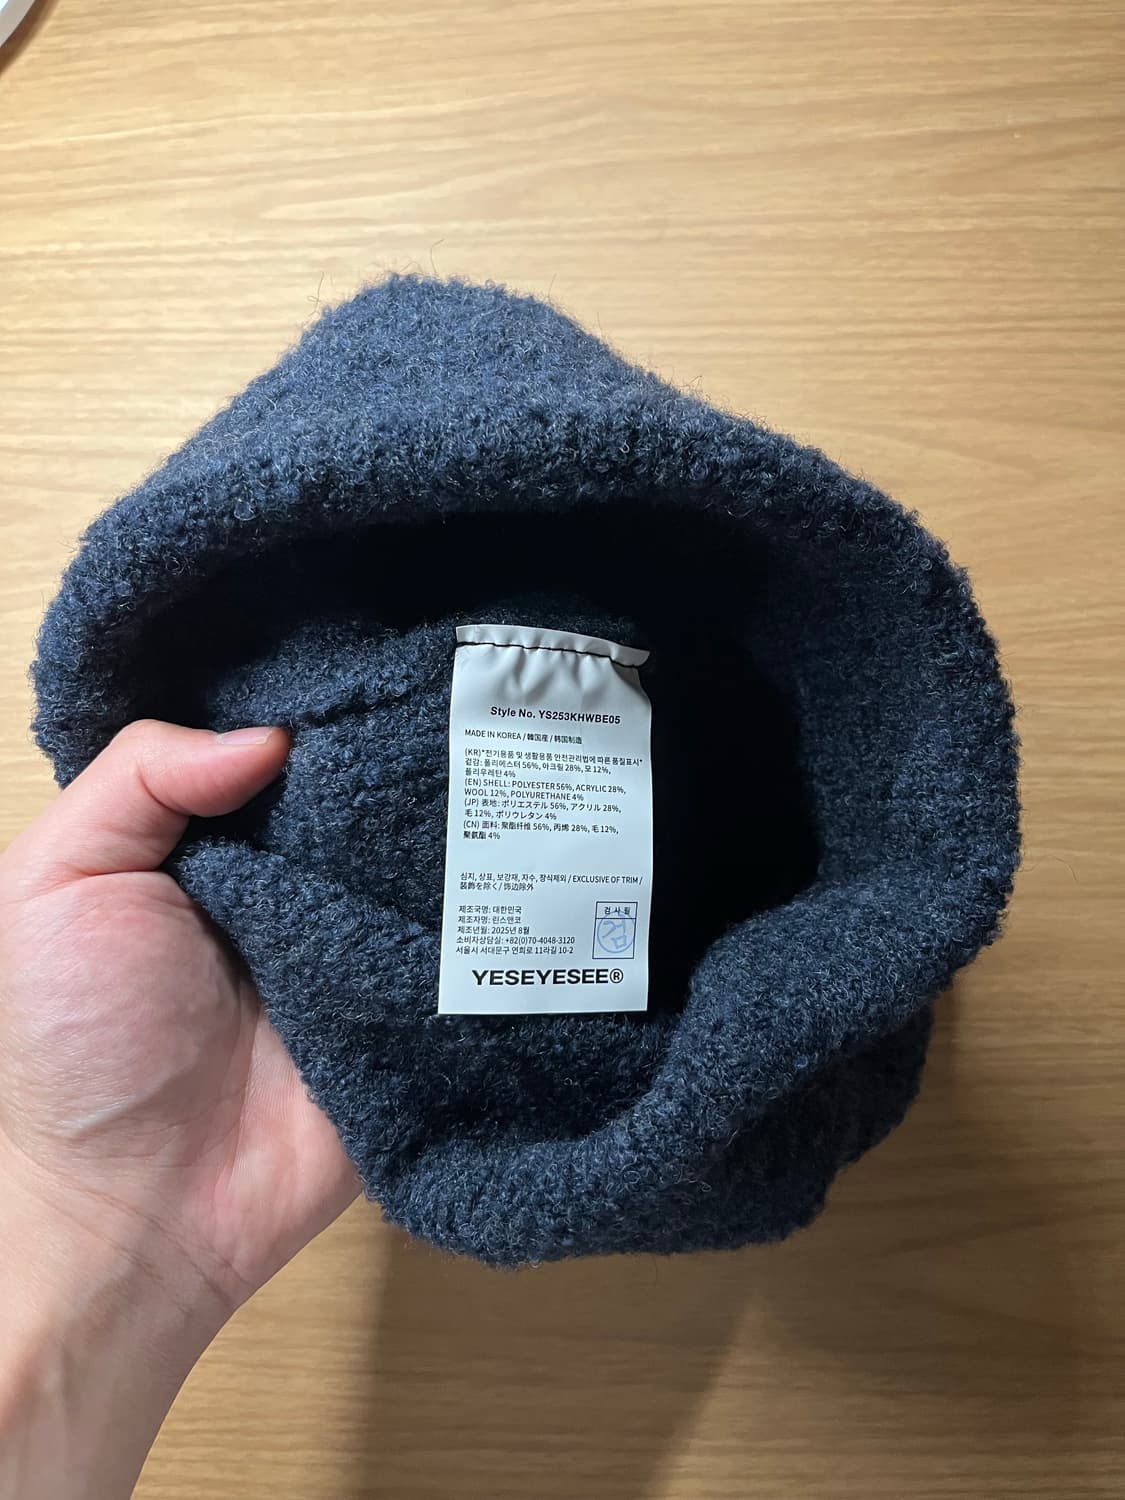 Style No. YS253KHWBE05
MADE IN KOREA / 韓国産 / 韩国制造
(KR)*전기용품 및 생활용품 안전관리법에 따른 품질표시*
겉감: 폴리에스터 56%, 아크릴 28%, 모 12%,
폴리우레탄 4%
(EN) SHELL: POLYESTER 56%, ACRYLIC 28%,
WOOL 12%, POLYURETHANE 4%
(JP) 表地: ポリエステル 56%, アクリル 28%,
毛 12%, ポリウレタン 4%
(CN) 面料: 聚酯纤维 56%, 丙烯 28%, 毛 12%,
聚氨酯 4%
심지, 상표, 보강재, 자수, 장식제외 / EXCLUSIVE OF TRIM /
装飾を除く / 饰边除外
제조국명: 대한민국
제조자명: 린스앤코
제조년월: 2025년 8월
소비자상담실: +82(0)70-4048-3120
서울시 서대문구 연희로 11라길 10-2
검사필
검
YESEYESEE®